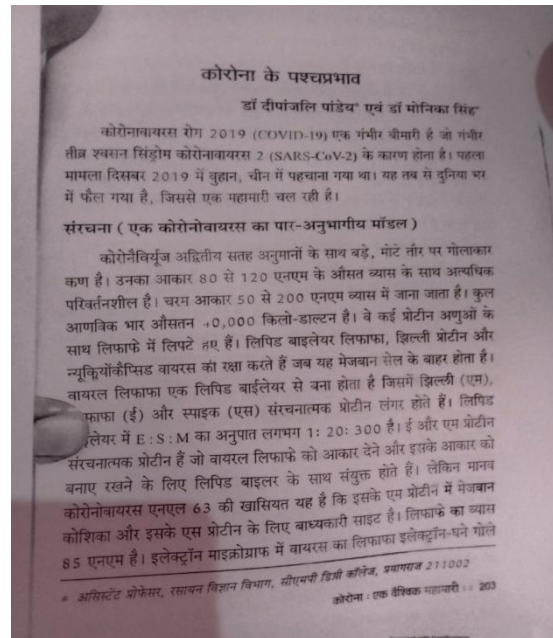 कोरोना के पश्चप्रभाव
डॉ दीपांजलि पांडेय* एवं डॉ मोनिका सिंह*
कोरोनावायरस रोग 2019 (COVID-19) एक गंभीर बीमारी है जो गंभीर
तीव्र श्वसन सिंड्रोम कोरोनावायरस 2 (SARS-CoV-2) के कारण होता है। पहला
मामला दिसंबर 2019 में वुहान, चीन में पहचाना गया था। यह तब से दुनिया भर
में फैल गया है, जिससे एक महामारी चल रही है।
संरचना ( एक कोरोनोवायरस का पार-अनुभागीय मॉडल )
कोरोनैविर्यूज अद्वितीय सतह अनुमानों के साथ बड़े, मोटे तौर पर गोलाकार
कण है। उनका आकार 80 से 120 एनएम के औसत व्यास के साथ अत्यधिक
परिवर्तनशील है। चरम आकार 50 से 200 एनएम व्यास में जाना जाता है। कुल
आणविक भार औसतन 40,000 किलो-डाल्टन है। वे कई प्रोटीन अणुओं के
साथ लिफाफे में लिपटे हुए हैं। लिपिड बाइलेयर लिफाफा, झिल्ली प्रोटीन और
न्यूक्यिोंकैप्सिड वायरस की रक्षा करते हैं जब यह मेजबान सेल के बाहर होता है।
वायरल लिफाफा एक लिपिड बाईलेयर से बना होता है जिसमें झिल्ली (एम),
फाफा (ई) और स्पाइक (एस) संरचनात्मक प्रोटीन लंगर होते हैं। लिपिड
इलेयर में E : S : M का अनुपात लगभग 1: 20: 300 है। ई और एम प्रोटीन
संरचनात्मक प्रोटीन हैं जो वायरल लिफाफे को आकार देने और इसके आकार को
बनाए रखने के लिए लिपिड बाइलर के साथ संयुक्त होते हैं। लेकिन मानव
कोरोनोवायरस एनएल 63 की खासियत यह है कि इसके एम प्रोटीन में मेजबान
कोशिका और इसके एस प्रोटीन के लिए बाध्यकारी साइट है। लिफाफे का व्यास
85 एनएम है। इलेक्ट्रॉन माइक्रोग्राफ में वायरस का लिफाफा इलेक्ट्रॉन-घने गोले
* असिस्टेंट प्रोफेसर, रसायन विज्ञान विभाग, सीएमपी डिग्री कॉलेज, प्रयागराज 211002
कोरोना : एक वैश्विक महामारी :: 203